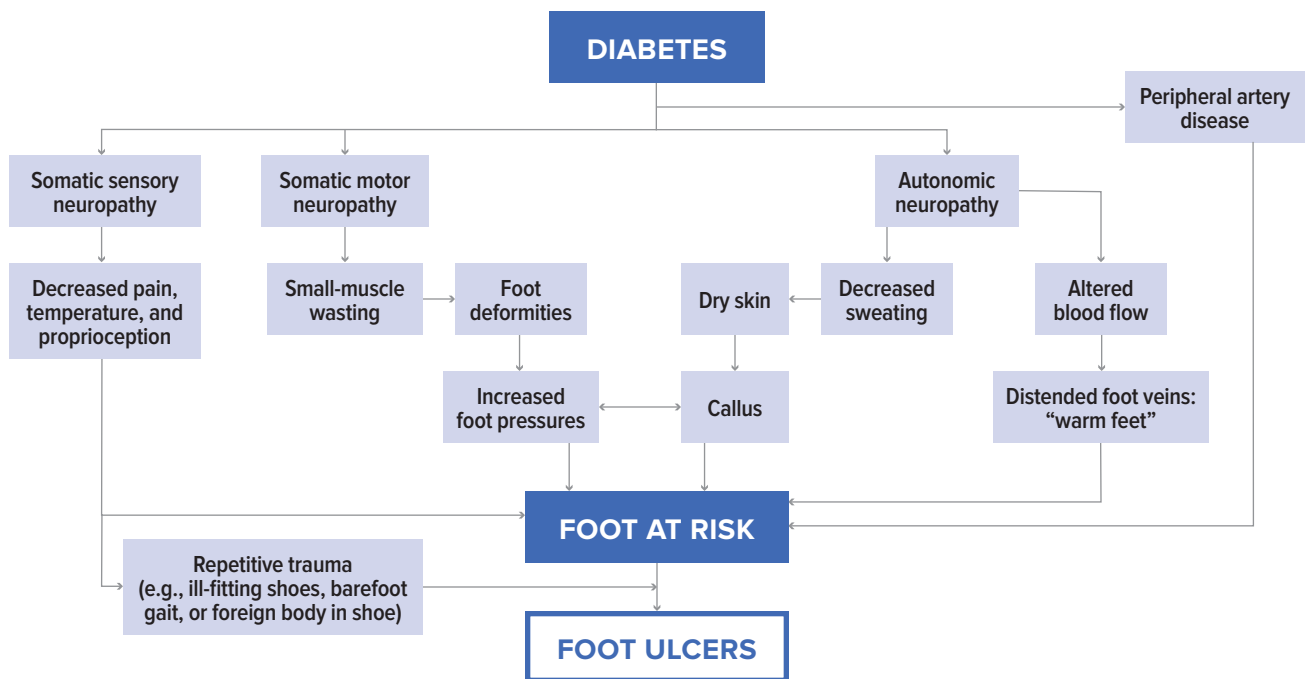 DIABETES
Peripheral artery
disease
Somatic sensory
neuropathy
Somatic motor
neuropathy
Autonomic
neuropathy
Decreased pain,
temperature, and
proprioception
Small-muscle
wasting
Foot
deformities
Dry skin
Decreased
sweating
Altered
blood flow
Increased
foot pressures
Callus
Distended foot veins:
“warm feet”
FOOT AT RISK
Repetitive trauma
(e.g., ill-fitting shoes, barefoot
gait, or foreign body in shoe)
FOOT ULCERS